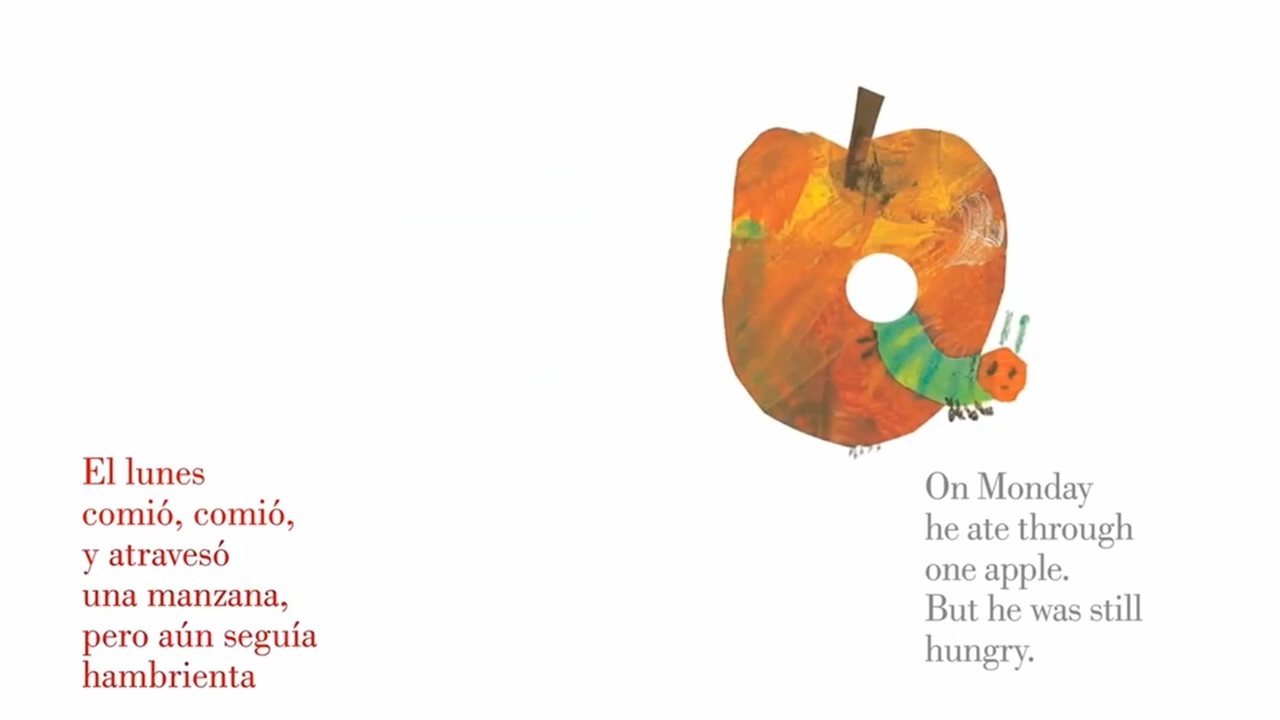 El lunes
comió, comió,
y atravesó
una manzana,
pero aún seguía
hambrienta
On Monday
he ate through
one apple.
But he was still
hungry.